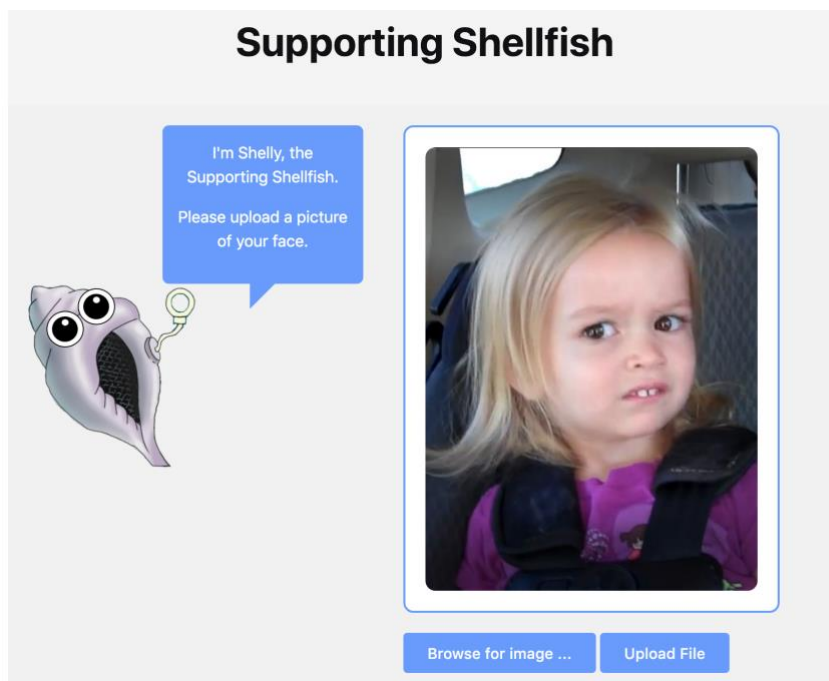 Supporting Shellfish
I'm Shelly, the
Supporting Shellfish.
Please upload a picture
of your face.
Browse for image ...
Upload File